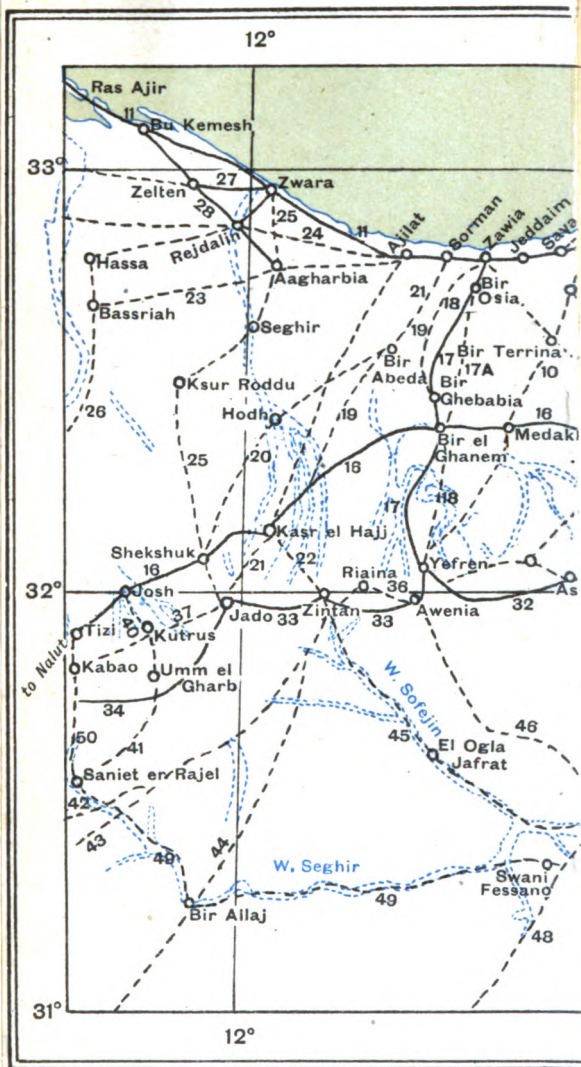 12°
Ras Ajir
11
Bu Kemesh
33°
Zelten
27
Zwara
28
25
24
11
Rejdalin
Ajilat
Sorman
Zawia
Jeddaim
Hassa
Aagharbia
Bir
Osia
21
18
23
Bassriah
Seghir
19
Bir Terrina
Bir
Abeda
17
17A
10
Ksur Roddu
Bir
Ghebabia
26
Hodh
19
16
Medaki
Bir el
Ghanem
25
20
16
17
118
Kasr el Hajj
Shekshuk
21
22
Yefren
16
Riaina
32°
Josh
36
37
As
Jado
33
Zintan
33
Awenia
32
Tizi
Kutrus
to Nalut
Kabao
Umm el
Gharb
34
W. Sofejin
50
41
45
46
El Ogla
Jafrat
Saniet en Rajel
42
43
49
44
W. Seghir
49
Swani
Fessano
Bir Ailaj
48
31°
12°